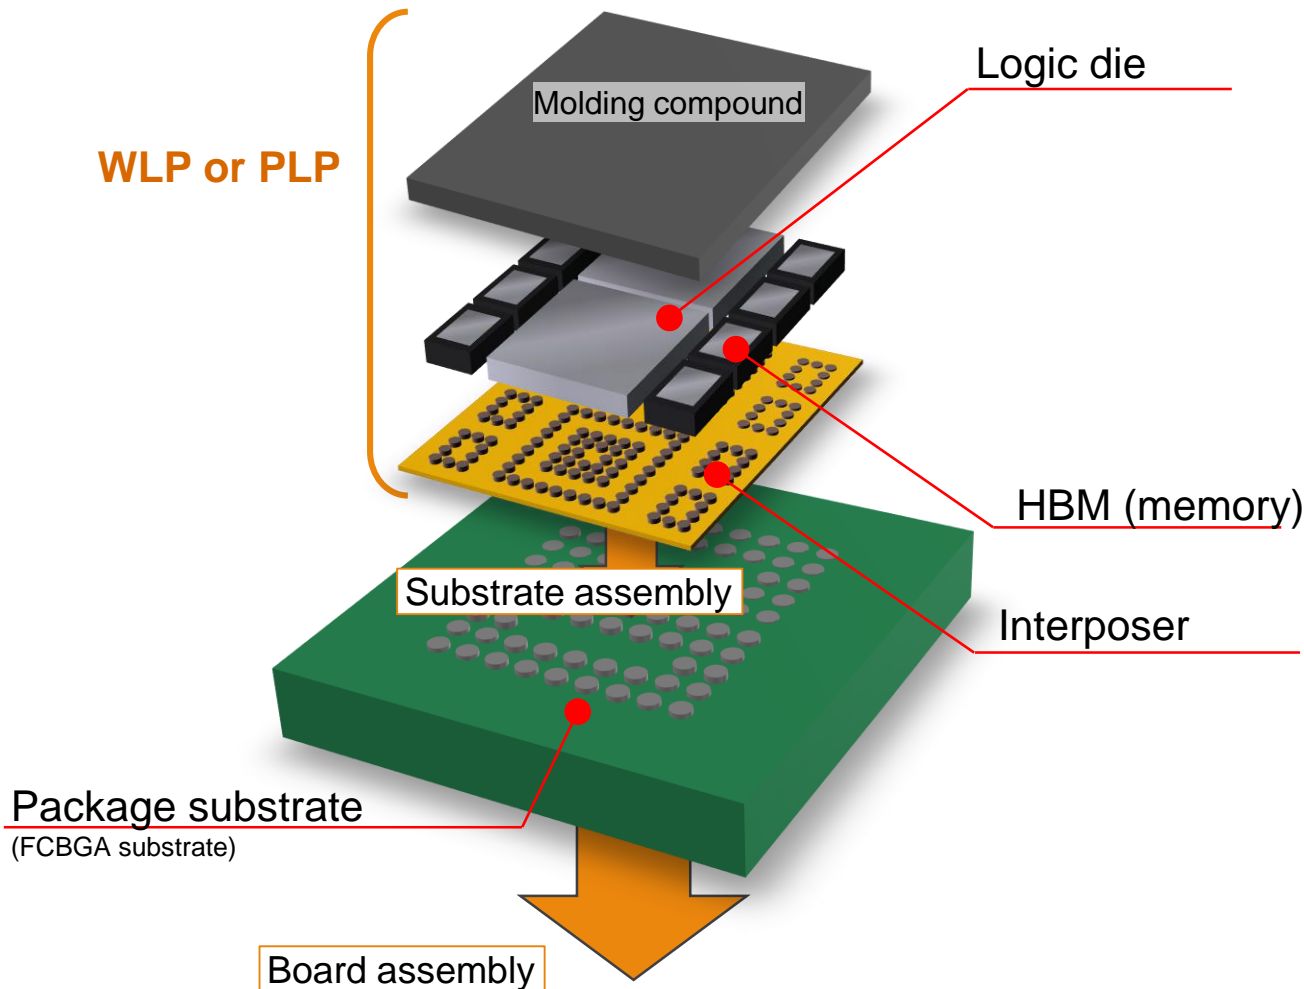 Logic die
Molding compound
WLP or PLP
HBM (memory)
Substrate assembly
Interposer
Package substrate
(FCBGA substrate)
Board assembly